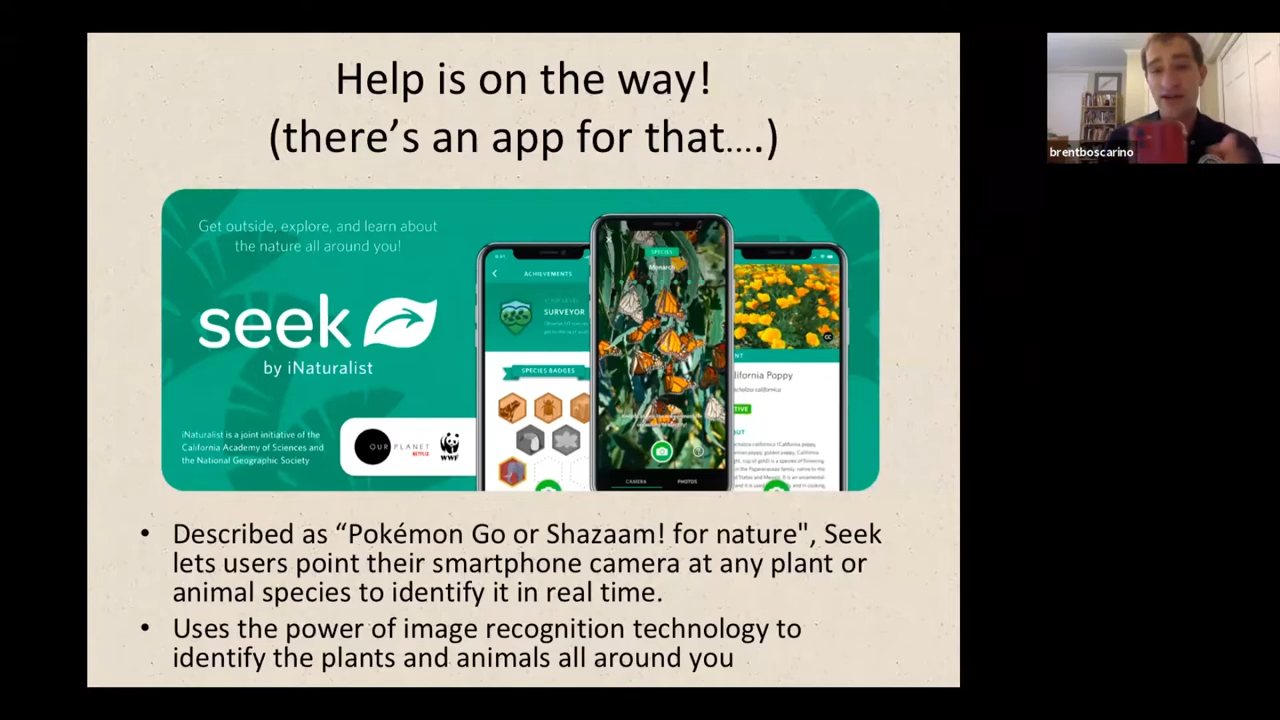 Help is on the way!
(there's an app for that....)
Get outside, explore, and learn about
the nature all around you!
seek
by iNaturalist
iNaturalist is a joint initiative of the
California Academy of Sciences and
the National Geographic Society
OUR PLANET
NETFLIX
WWF
ACHIEVEMENTS
SURVEYOR
SPECIES BADGES
SPECIES
Monarch
CAMERA
PHOTOS
CC
lifornia Poppy
OUT
• Described as “Pokémon Go or Shazaam! for nature", Seek
lets users point their smartphone camera at any plant or
animal species to identify it in real time.
• Uses the power of image recognition technology to
identify the plants and animals all around you
brentboscarino